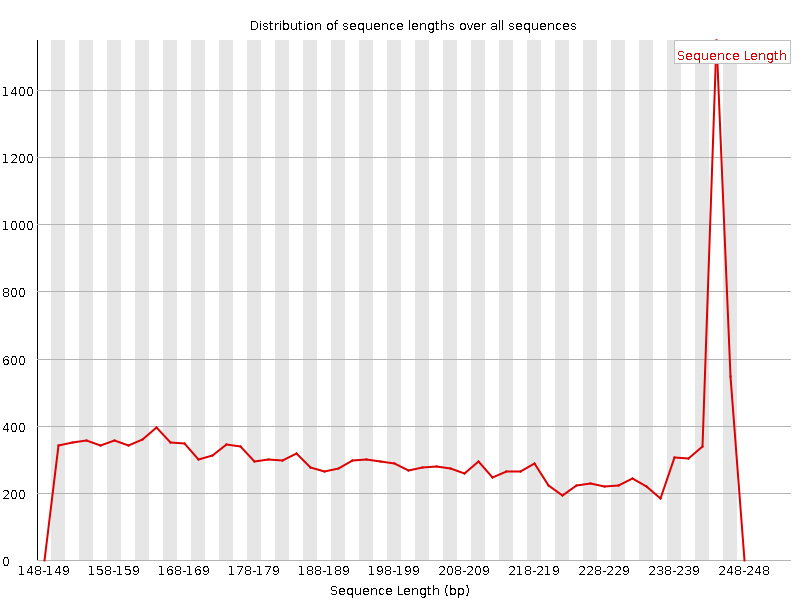 Distribution of sequence lengths over all sequences
Sequence Length
1400
1200
1000
800
600
400
200
0
148-149 158-159 168-169 178-179 188-189 198-199 208-209 218-219 228-229 238-239 248-248
Sequence Length (bp)